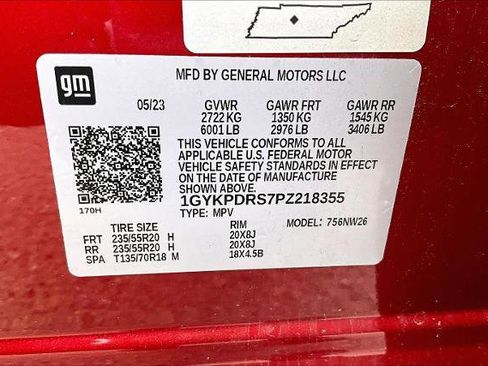 gm
MFD BY GENERAL MOTORS LLC
05/23 GVWR GAWR FRT GAWR RR
2722 KG 1350 KG 1545 KG
6001 LB 2976 LB 3406 LB
THIS VEHICLE CONFORMS TO ALL
APPLICABLE U.S. FEDERAL MOTOR
VEHICLE SAFETY STANDARDS IN EFFECT
ON THE DATE OF MANUFACTURE
SHOWN ABOVE.
1GYKPDRS7PZ218355
170H
TYPE: MPV MODEL: 756NW26
TIRE SIZE RIM
FRT 235/55R20 H 20X8J
RR 235/55R20 H 20X8J
SPA T135/70R18 M 18X4.5B